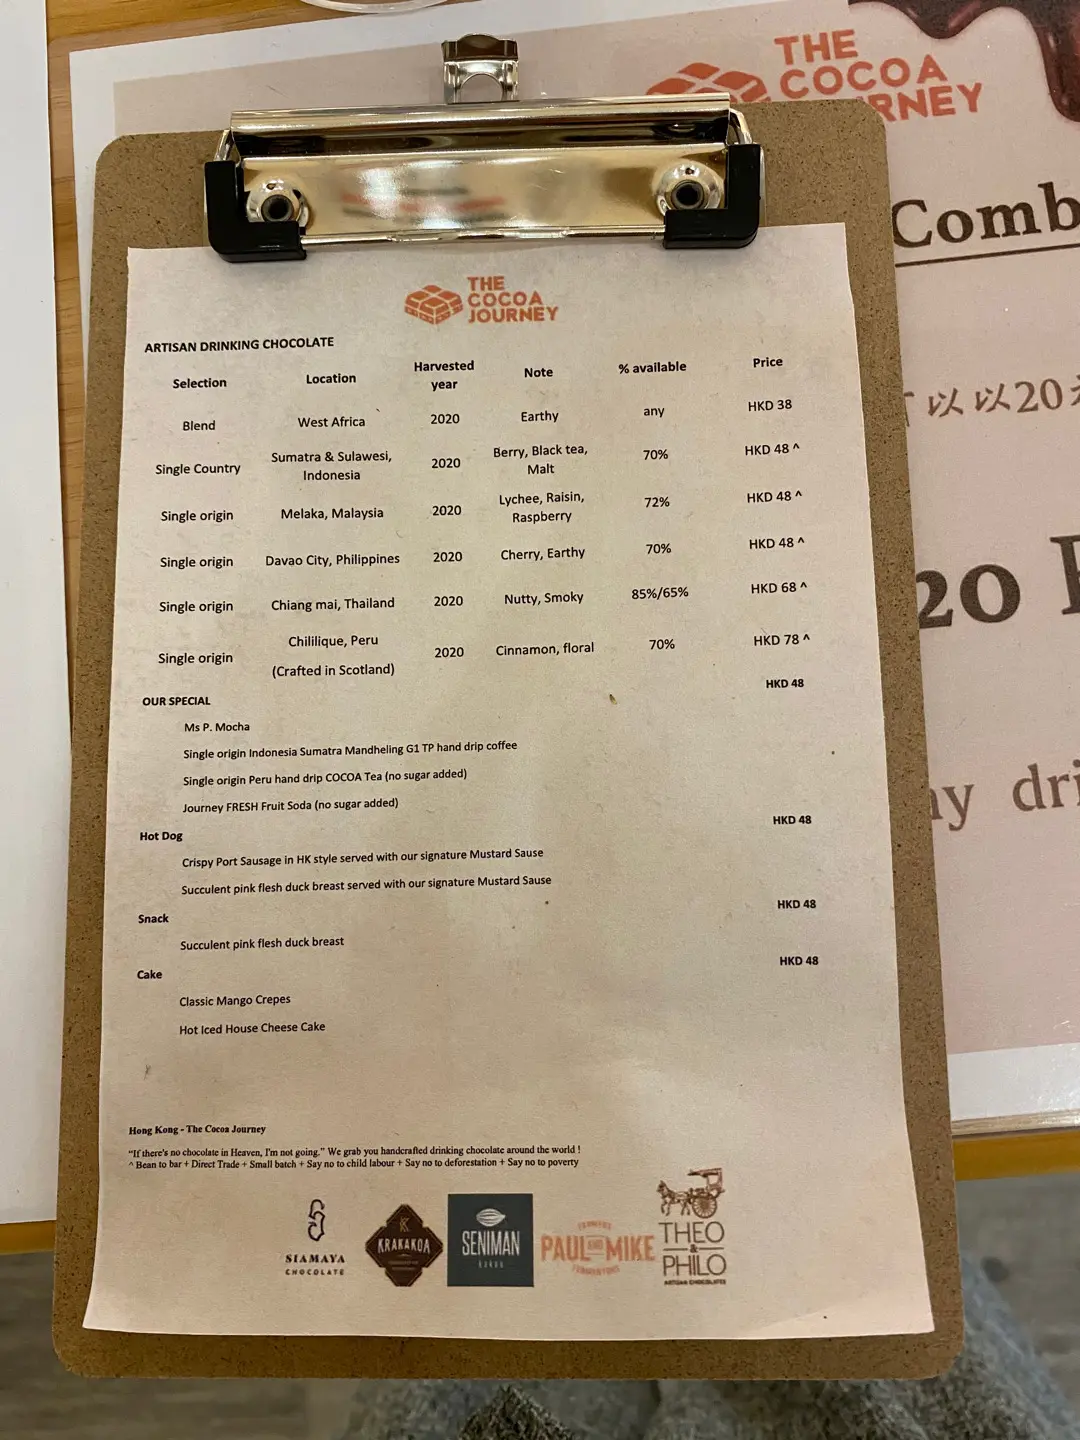 THE
COCOA
JOURNEY
Comb
以以20
20
ny dri
THE
COCOA
JOURNEY
ARTISAN DRINKING CHOCOLATE
Selection Location Harvested year Note % available Price
Blend West Africa 2020 Earthy any HKD 38
Single Country Sumatra & Sulawesi, Indonesia 2020 Berry, Black tea, Malt 70% HKD 48 ^
Single origin Melaka, Malaysia 2020 Lychee, Raisin, Raspberry 72% HKD 48 ^
Single origin Davao City, Philippines 2020 Cherry, Earthy 70% HKD 48 ^
Single origin Chiang mai, Thailand 2020 Nutty, Smoky 85%/65% HKD 68 ^
Single origin Chililique, Peru (Crafted in Scotland) 2020 Cinnamon, floral 70% HKD 78 ^
OUR SPECIAL HKD 48
Ms P. Mocha
Single origin Indonesia Sumatra Mandheling G1 TP hand drip coffee
Single origin Peru hand drip COCOA Tea (no sugar added)
Journey FRESH Fruit Soda (no sugar added)
Hot Dog HKD 48
Crispy Port Sausage in HK style served with our signature Mustard Sause
Succulent pink flesh duck breast served with our signature Mustard Sause
Snack HKD 48
Succulent pink flesh duck breast
Cake HKD 48
Classic Mango Crepes
Hot Iced House Cheese Cake
Hong Kong - The Cocoa Journey
"If there's no chocolate in Heaven, I'm not going." We grab you handcrafted drinking chocolate around the world !
^ Bean to bar + Direct Trade + Small batch + Say no to child labour + Say no to deforestation + Say no to poverty
SIAMAYA
CHOCOLATE
KRAKAKOA
SENIMAN
KAKAO
PAUL AND MIKE
THEO
&
PHILO
ARTISAN CHOCOLATES